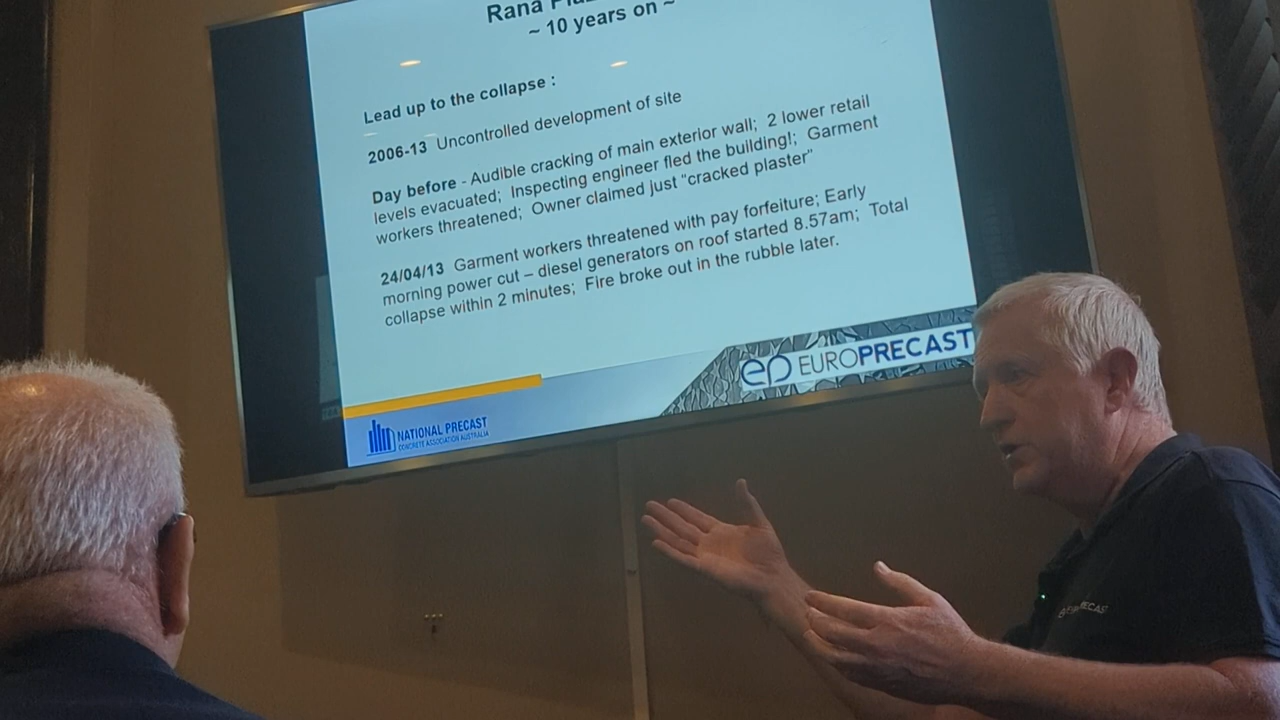 Rana
~ 10 years on ~
Lead up to the collapse :
2006-13 Uncontrolled development of site
Day before - Audible cracking of main exterior wall; 2 lower retail
levels evacuated; Inspecting engineer fled the building!; Garment
workers threatened; Owner claimed just "cracked plaster"
24/04/13 Garment workers threatened with pay forfeiture; Early
morning power cut – diesel generators on roof started 8.57am; Total
collapse within 2 minutes; Fire broke out in the rubble later.
ep EUROPRECAST
NATIONAL PRECAST
CONCRETE ASSOCIATION AUSTRALIA